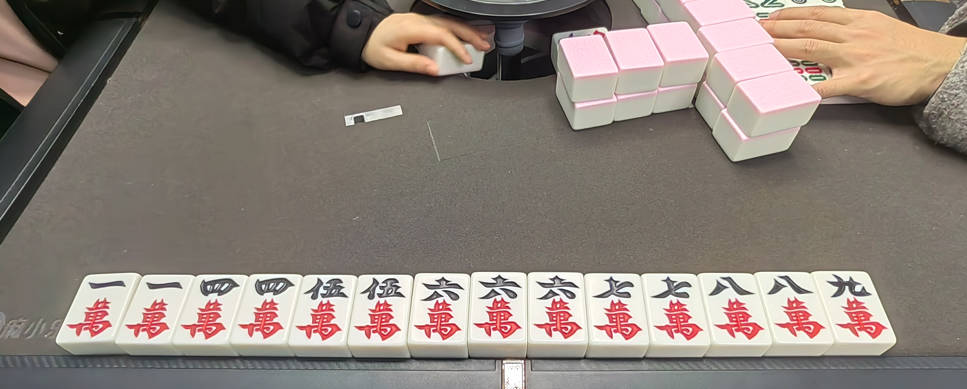 一 一 四 四 伍 伍 六 六 六 七 七 八 八 九
萬 萬 萬 萬 萬 萬 萬 萬 萬 萬 萬 萬 萬 萬